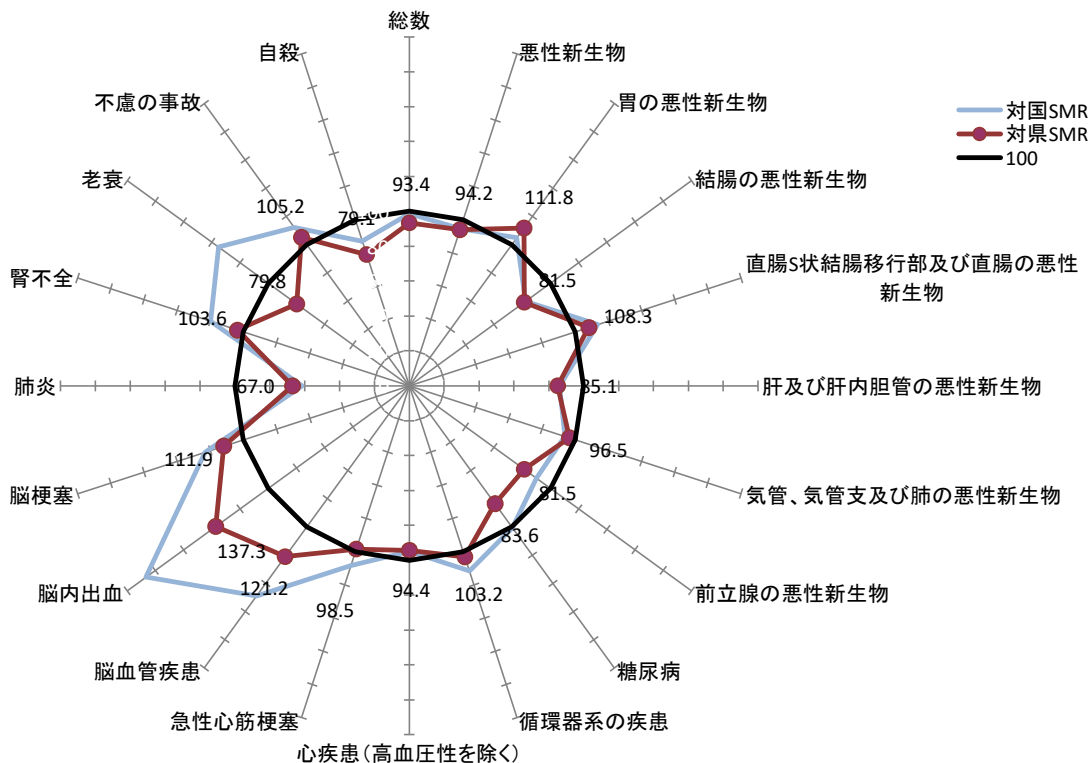 総数
自殺
悪性新生物
不慮の事故
胃の悪性新生物
対国SMR
対県SMR
100
老衰
結腸の悪性新生物
93.4
94.2
111.8
105.2
79.1
直腸S状結腸移行部及び直腸の悪性
新生物
腎不全
79.8
81.5
103.6
108.3
肺炎
67.0
85.1
肝及び肝内胆管の悪性新生物
111.9
96.5
脳梗塞
気管、気管支及び肺の悪性新生物
81.5
137.3
83.6
脳内出血
前立腺の悪性新生物
121.2
98.5
94.4
103.2
脳血管疾患
糖尿病
急性心筋梗塞
循環器系の疾患
心疾患(高血圧性を除く)